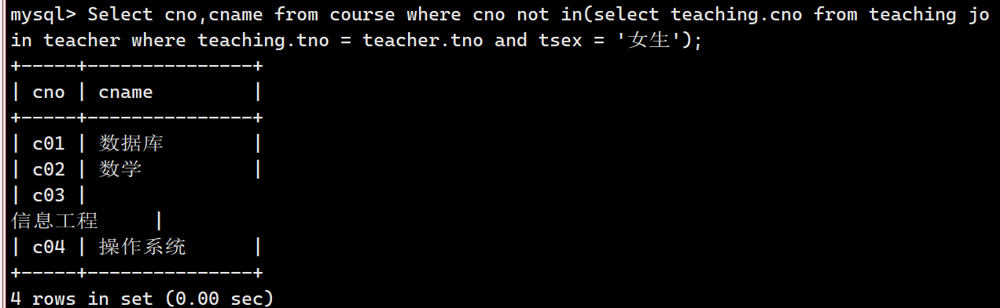 mysql> Select cno,cname from course where cno not in(select teaching.cno from teaching jo
in teacher where teaching.tno = teacher.tno and tsex = '女生');
+-----+---------------+
| cno | cname         |
+-----+---------------+
| c01 | 数据库        |
| c02 | 数学          |
| c03 |
信息工程     |
| c04 | 操作系统      |
+-----+---------------+
4 rows in set (0.00 sec)